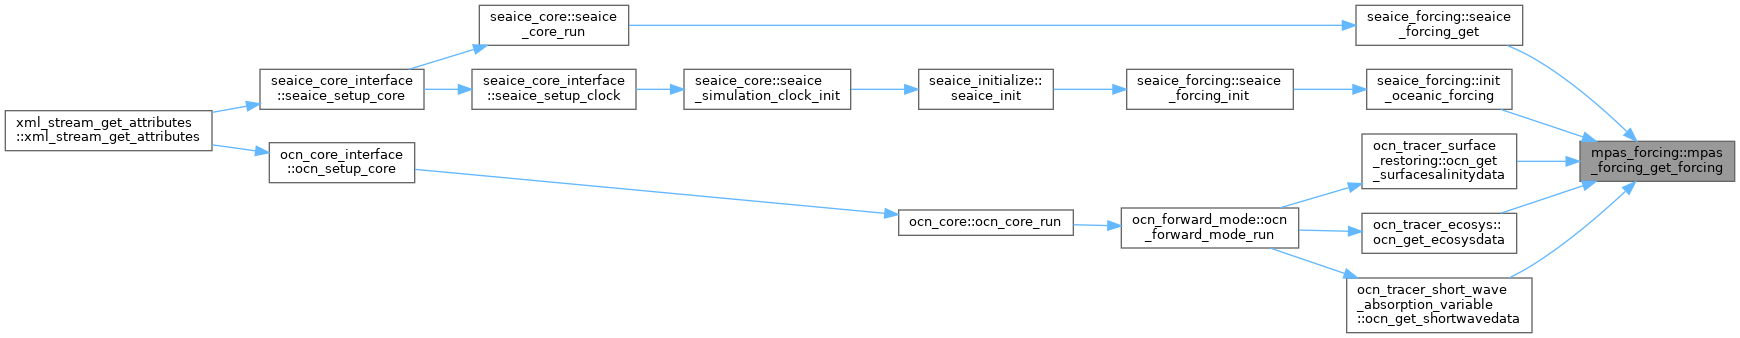 seaice_core::seaice
_core_run
seaice_forcing::seaice
_forcing_get
seaice_core_interface
::seaice_setup_core
seaice_core_interface
::seaice_setup_clock
seaice_core::seaice
_simulation_clock_init
seaice_initialize::
seaice_init
seaice_forcing::seaice
_forcing_init
seaice_forcing::init
_oceanic_forcing
xml_stream_get_attributes
::xml_stream_get_attributes
ocn_core_interface
::ocn_setup_core
ocn_tracer_surface
_restoring::ocn_get
_surfacesalinitydata
mpas_forcing::mpas
_forcing_get_forcing
ocn_core::ocn_core_run
ocn_forward_mode::ocn
_forward_mode_run
ocn_tracer_ecosys::
ocn_get_ecosysdata
ocn_tracer_short_wave
_absorption_variable
::ocn_get_shortwavedata